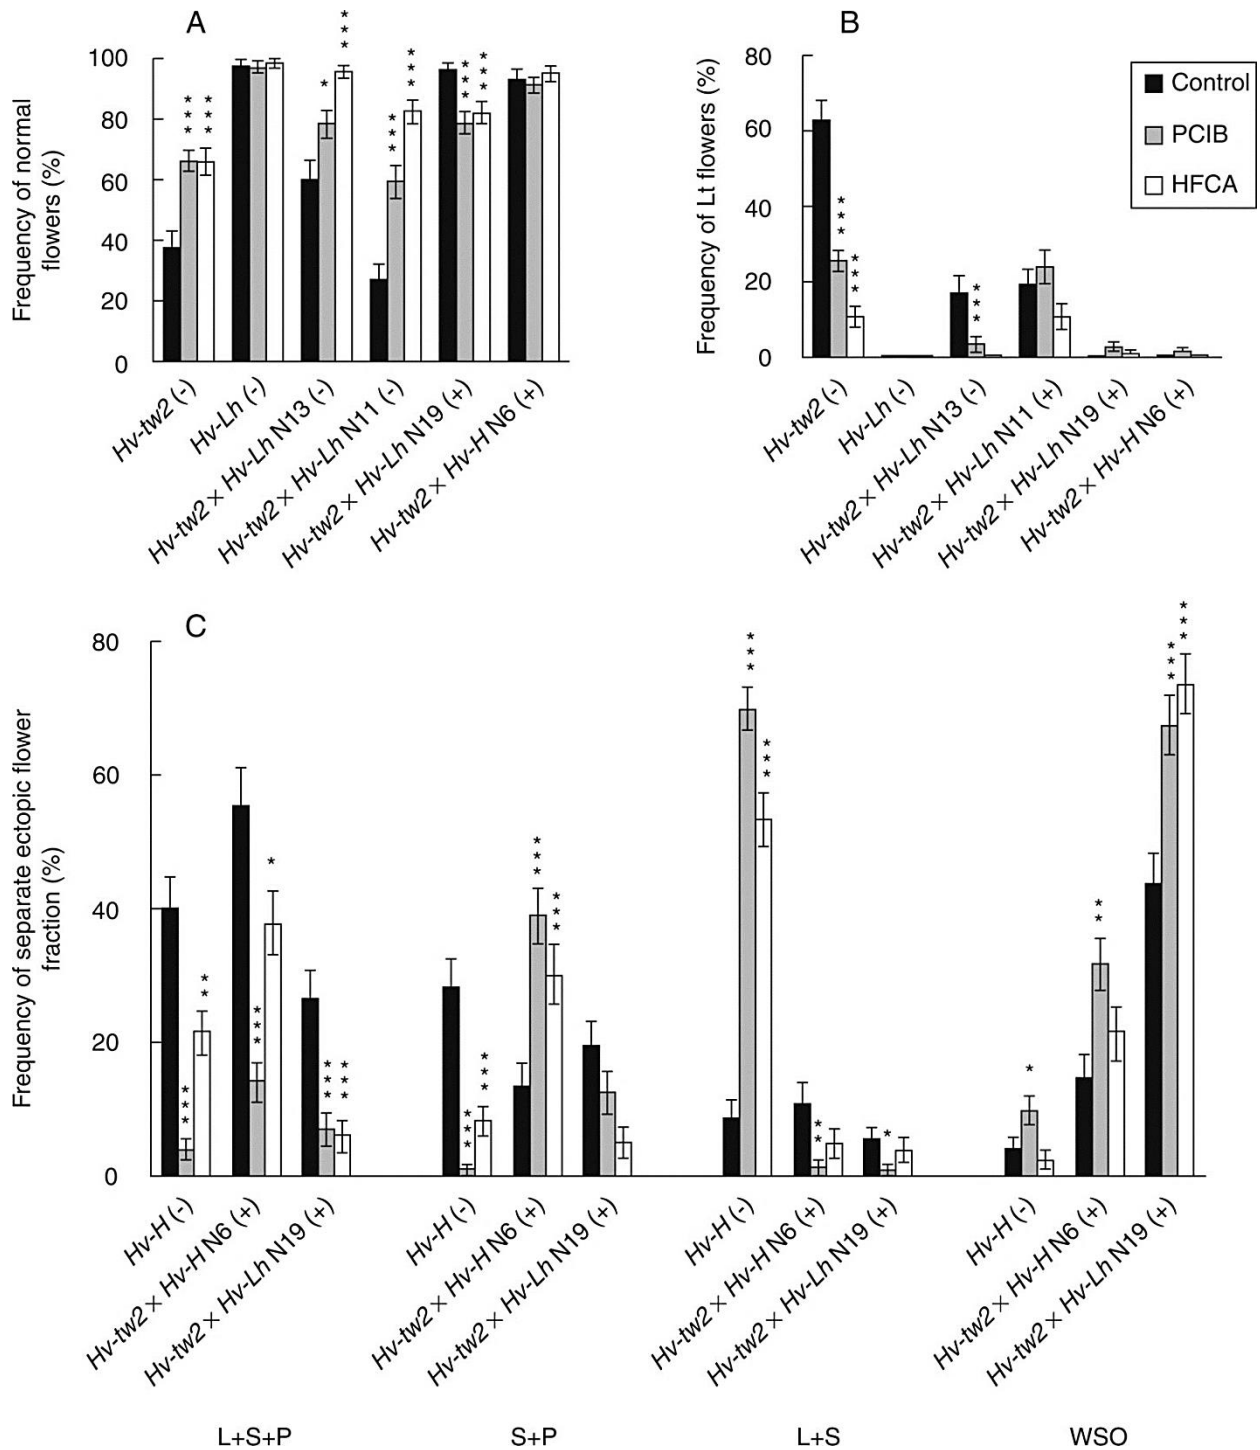 A
Frequency of normal
flowers (%)
100
80
60
40
20
0
*** *** * *** *** *** *** ***
Hv-tw2 (-)
Hv-Lh (-)
Hv-tw2 × Hv-Lh N13 (-)
Hv-tw2 × Hv-Lh N11 (-)
Hv-tw2 × Hv-Lh N19 (+)
Hv-tw2 × Hv-H N6 (+)
B
Frequency of Lt flowers (%)
80
60
40
20
0
*** *** ***
Hv-tw2 (-)
Hv-Lh (-)
Hv-tw2 × Hv-Lh N13 (-)
Hv-tw2 × Hv-Lh N11 (+)
Hv-tw2 × Hv-Lh N19 (+)
Hv-tw2 × Hv-H N6 (+)
Control
PCIB
HFCA
C
Frequency of separate ectopic flower
fraction (%)
80
60
40
20
0
*** ** *** * *** ***
*** *** *** ***
*** *** ** *
* ** *** ***
Hv-H (-)
Hv-tw2 × Hv-H N6 (+)
Hv-tw2 × Hv-Lh N19 (+)
Hv-H (-)
Hv-tw2 × Hv-H N6 (+)
Hv-tw2 × Hv-Lh N19 (+)
Hv-H (-)
Hv-tw2 × Hv-H N6 (+)
Hv-tw2 × Hv-Lh N19 (+)
Hv-H (-)
Hv-tw2 × Hv-H N6 (+)
Hv-tw2 × Hv-Lh N19 (+)
L+S+P
S+P
L+S
WSO